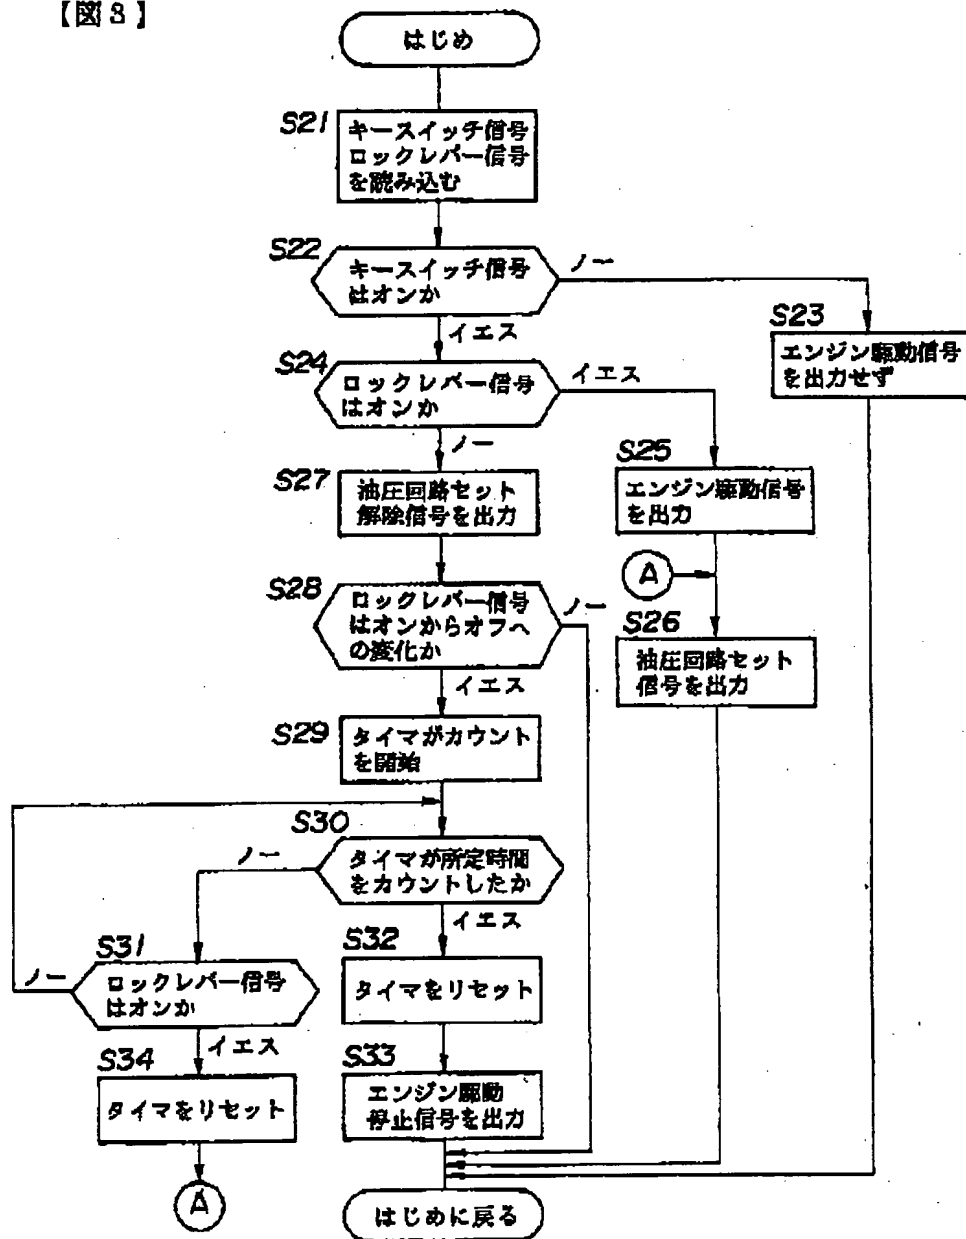 【図3】
はじめ
S21
キースイッチ信号
ロックレバー信号
を読み込む
S22
キースイッチ信号
はオンか
ノー
イエス
S23
エンジン駆動信号
を出力せず
S24
ロックレバー信号
はオンか
イエス
ノー
S25
エンジン駆動信号
を出力
A
S26
油圧回路セット
信号を出力
S27
油圧回路セット
解除信号を出力
S28
ロックレバー信号
はオンからオフへ
の変化か
ノー
イエス
S29
タイマがカウント
を開始
S30
タイマが所定時間
をカウントしたか
ノー
イエス
S31
ロックレバー信号
はオンか
ノー
イエス
S32
タイマをリセット
S33
エンジン駆動
停止信号を出力
S34
タイマをリセット
A
はじめに戻る